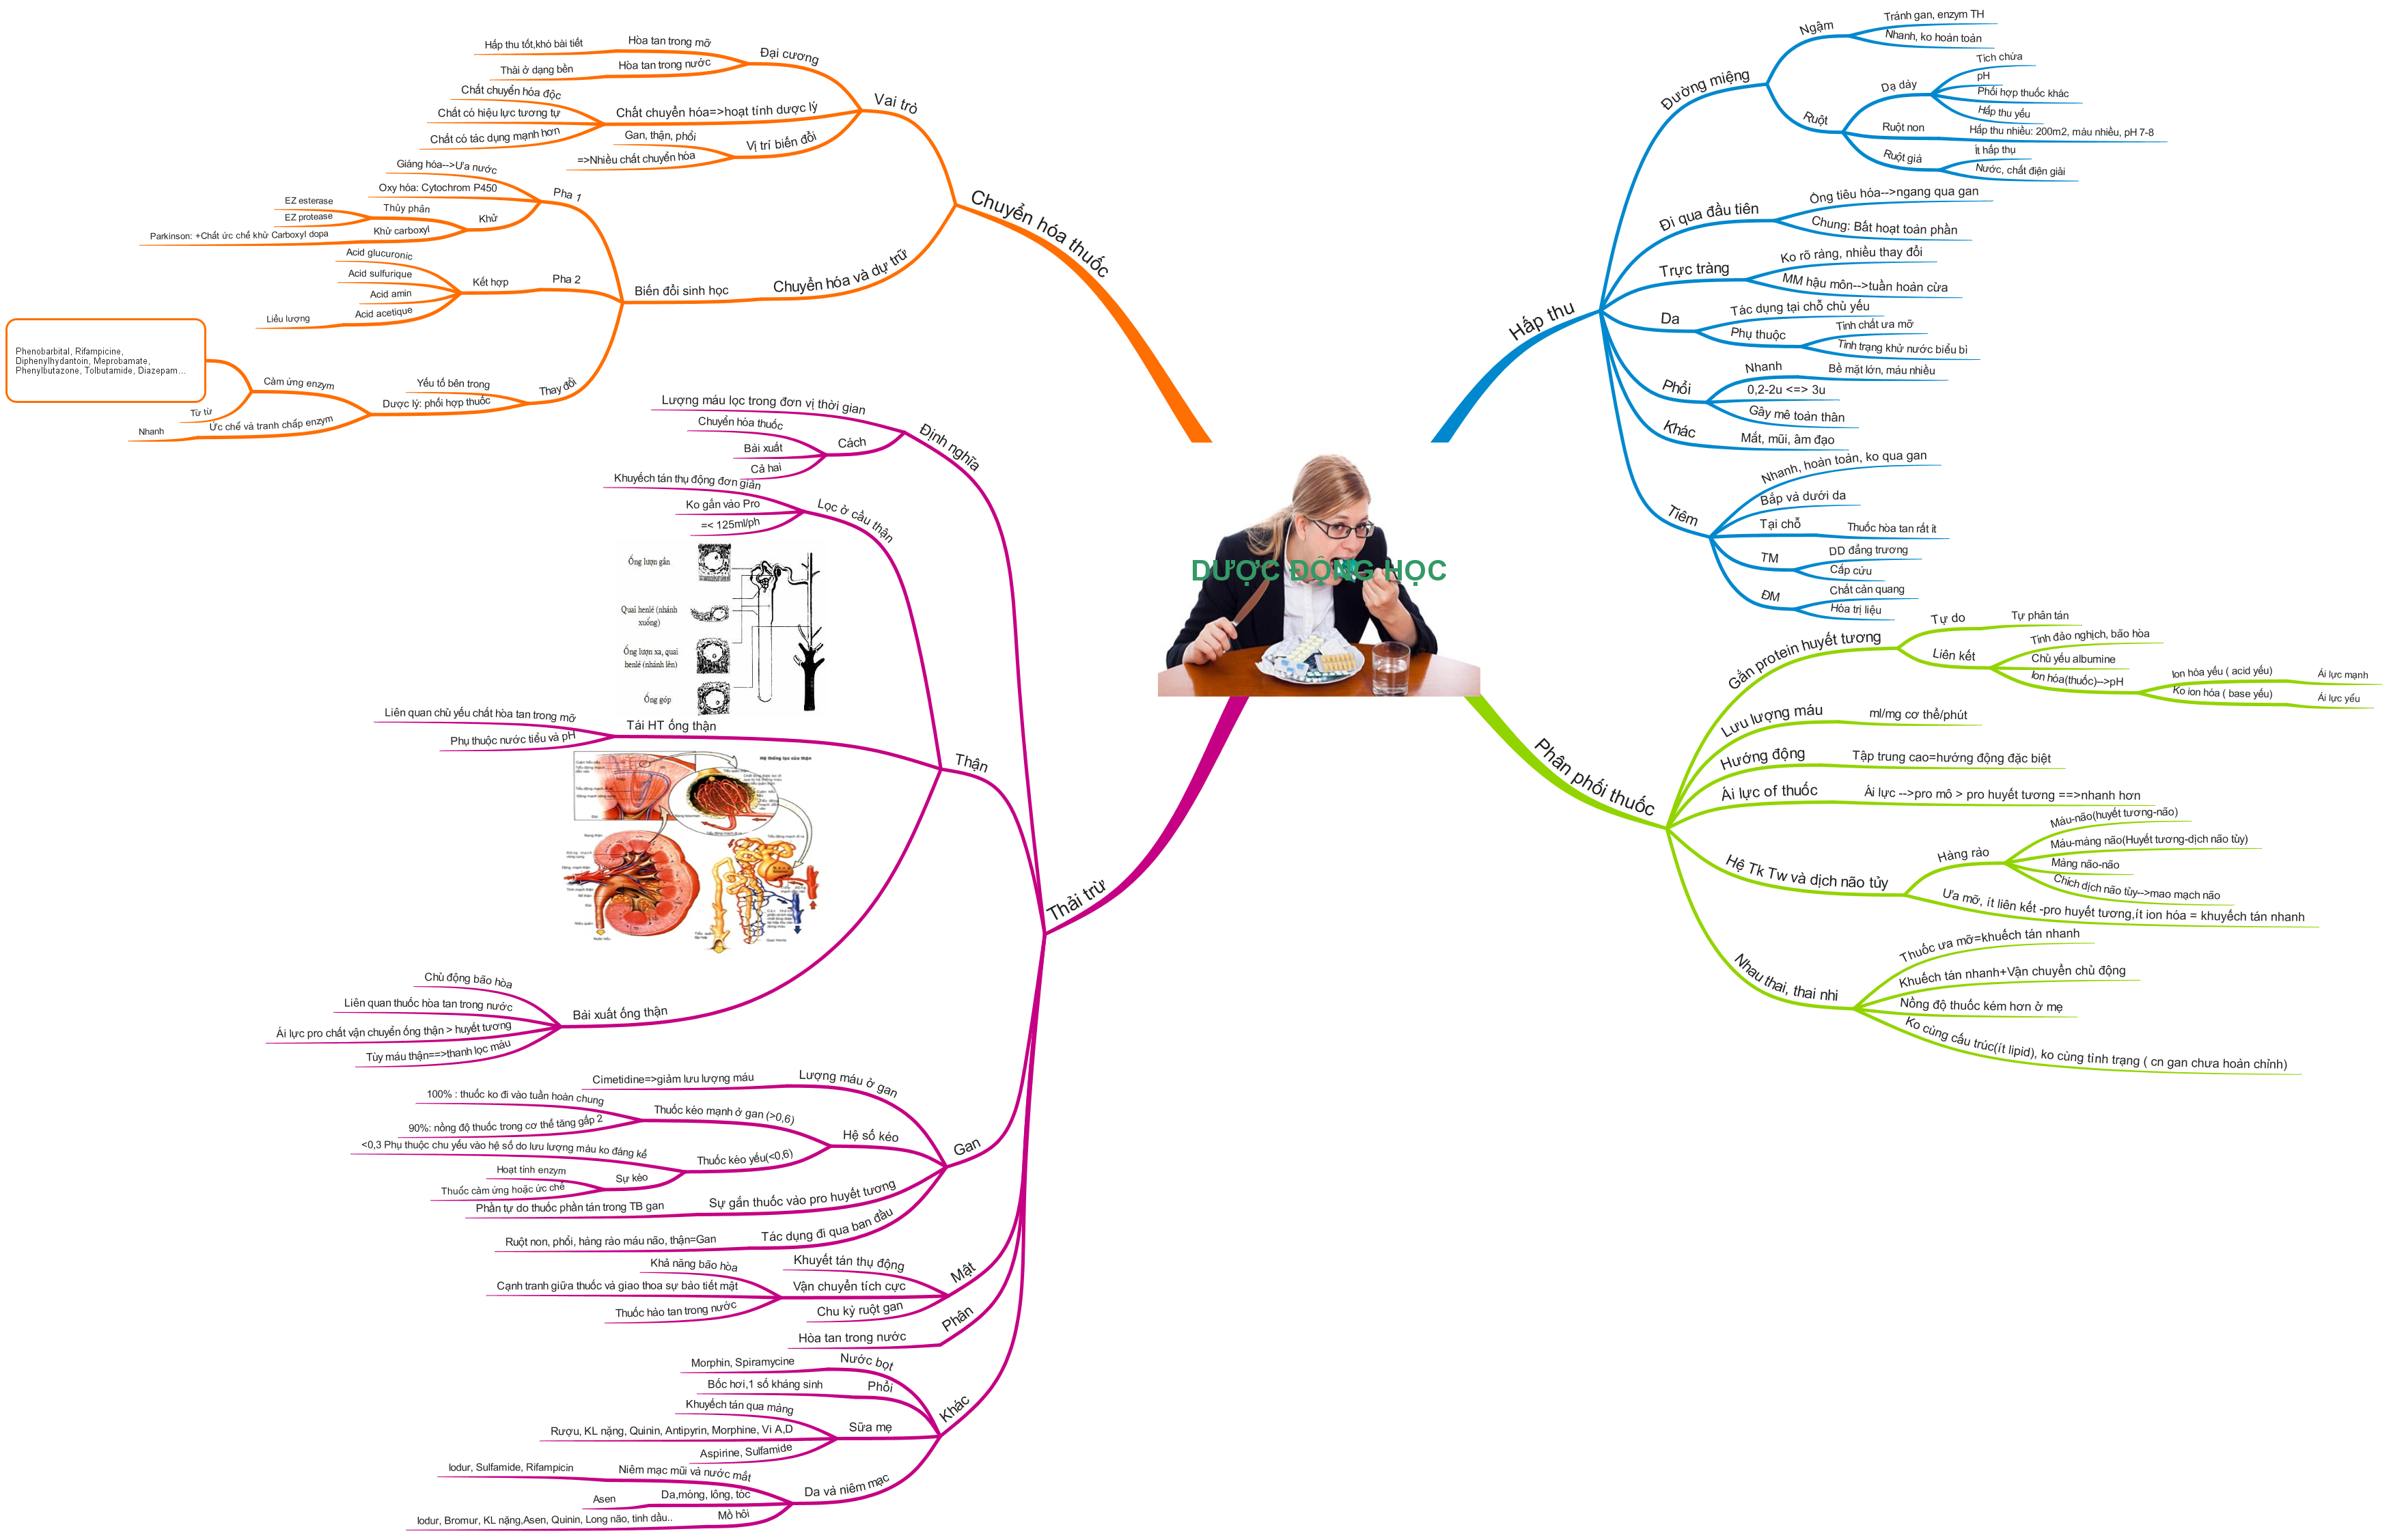 DƯỢC ĐỘNG HỌC
Hấp thu
Đường miệng
Ngậm
Tránh gan, enzym TH
Nhanh, ko hoàn toàn
Ruột
Dạ dày
Tích chứa
pH
Phối hợp thuốc khác
Hấp thu yếu
Ruột non
Hấp thu nhiều: 200m2, máu nhiều, pH 7-8
Ruột già
Ít hấp thụ
Nước, chất điện giải
Đi qua đầu tiên
Ống tiêu hóa-->ngang qua gan
Chung: Bất hoạt toàn phần
Trực tràng
Ko rõ ràng, nhiều thay đổi
MM hậu môn-->tuần hoàn cửa
Da
Tác dụng tại chỗ chủ yếu
Phụ thuộc
Tính chất ưa mỡ
Tình trạng khử nước biểu bì
Phổi
Nhanh
Bề mặt lớn, máu nhiều
0,2-2u <=> 3u
Gây mê toàn thân
Khác
Mắt, mũi, âm đạo
Tiêm
Nhanh, hoàn toàn, ko qua gan
Bắp và dưới da
Tại chỗ
Thuốc hòa tan rất ít
TM
DD đẳng trương
Cấp cứu
ĐM
Chất cản quang
Hóa trị liệu
Phân phối thuốc
Gắn protein huyết tương
Tự do
Tự phân tán
Liên kết
Tính đảo nghịch, bão hòa
Chủ yếu albumine
Ion hóa(thuốc)-->pH
Ion hóa yếu ( acid yếu)
Ái lực mạnh
Ko ion hóa ( base yếu)
Ái lực yếu
Lưu lượng máu
ml/mg cơ thể/phút
Hướng động
Tập trung cao=hướng động đặc biệt
Ái lực of thuốc
Ái lực -->pro mô > pro huyết tương ==>nhanh hơn
Hệ Tk Tw và dịch não tủy
Hàng rào
Máu-não(huyết tương-não)
Máu-màng não(Huyết tương-dịch não tủy)
Màng não-não
Chích dịch não tủy-->mao mạch não
Ưa mỡ, ít liên kết -pro huyết tương,ít ion hóa = khuyếch tán nhanh
Nhau thai, thai nhi
Thuốc ưa mỡ=khuếch tán nhanh
Khuếch tán nhanh+Vận chuyển chủ động
Nồng độ thuốc kém hơn ở mẹ
Ko cùng cấu trúc(ít lipid), ko cùng tình trạng ( cn gan chưa hoàn chỉnh)
Chuyển hóa thuốc
Vai trò
Đại cương
Hòa tan trong mỡ
Hấp thu tốt,khó bài tiết
Hòa tan trong nước
Thải ở dạng bền
Chất chuyển hóa=>hoạt tính dược lý
Chất chuyển hóa độc
Chất có hiệu lực tương tự
Chất có tác dụng mạnh hơn
Vị trí biến đổi
Gan, thận, phổi
=>Nhiều chất chuyển hóa
Chuyển hóa và dự trữ
Biến đổi sinh học
Pha 1
Giáng hóa-->Ưa nước
Oxy hóa: Cytochrom P450
Khử
Thủy phân
EZ esterase
EZ protease
Khử carboxyl
Parkinson: +Chất ức chế khử Carboxyl dopa
Pha 2
Kết hợp
Acid glucuronic
Acid sulfurique
Acid amin
Acid acetique
Liều lượng
Thay đổi
Yếu tố bên trong
Dược lý: phối hợp thuốc
Cảm ứng enzym
Phenobarbital, Rifampicine,
Diphenylhydantoin, Meprobamate,
Phenylbutazone, Tolbutamide, Diazepam...
Từ từ
Ức chế và tranh chấp enzym
Nhanh
Thải trừ
Định nghĩa
Lượng máu lọc trong đơn vị thời gian
Cách
Chuyển hóa thuốc
Bài xuất
Cả hai
Thận
Lọc ở cầu thận
Khuyếch tán thụ động đơn giản
Ko gắn vào Pro
=< 125ml/ph
Ống lượn gần
Quai henlé (nhánh
xuống)
Ống lượn xa, quai
henlé (nhánh lên)
Ống góp
Tái HT ống thận
Liên quan chủ yếu chất hòa tan trong mỡ
Phụ thuộc nước tiểu và pH
Hệ thống lọc của thận
Bài xuất ống thận
Chủ động bão hòa
Liên quan thuốc hòa tan trong nước
Ái lực pro chất vận chuyển ống thận > huyết tương
Tùy máu thận==>thanh lọc máu
Gan
Lượng máu ở gan
Cimetidine=>giảm lưu lượng máu
Hệ số kéo
Thuốc kéo mạnh ở gan (>0,6)
100% : thuốc ko đi vào tuần hoàn chung
90%: nồng độ thuốc trong cơ thể tăng gấp 2
Thuốc kéo yếu(<0,6)
<0,3 Phụ thuộc chu yếu vào hệ số do lưu lượng máu ko đáng kể
Sự kéo
Hoạt tính enzym
Thuốc cảm ứng hoặc ức chế
Sự gắn thuốc vào pro huyết tương
Phần tự do thuốc phân tán trong TB gan
Tác dụng đi qua ban đầu
Ruột non, phổi, hàng rào máu não, thận=Gan
Mật
Khuyết tán thụ động
Vận chuyển tích cực
Khả năng bão hòa
Cạnh tranh giữa thuốc và giao thoa sự bào tiết mật
Thuốc hào tan trong nước
Chu kỳ ruột gan
Phân
Hòa tan trong nước
Khác
Nước bọt
Morphin, Spiramycine
Phổi
Bốc hơi,1 số kháng sinh
Sữa mẹ
Khuyếch tán qua màng
Rượu, KL nặng, Quinin, Antipyrin, Morphine, Vi A,D
Aspirine, Sulfamide
Da và niêm mạc
Niêm mạc mũi và nước mắt
Iodur, Sulfamide, Rifampicin
Da,móng, lông, tóc
Asen
Mồ hôi
Iodur, Bromur, KL nặng,Asen, Quinin, Long não, tinh dầu..